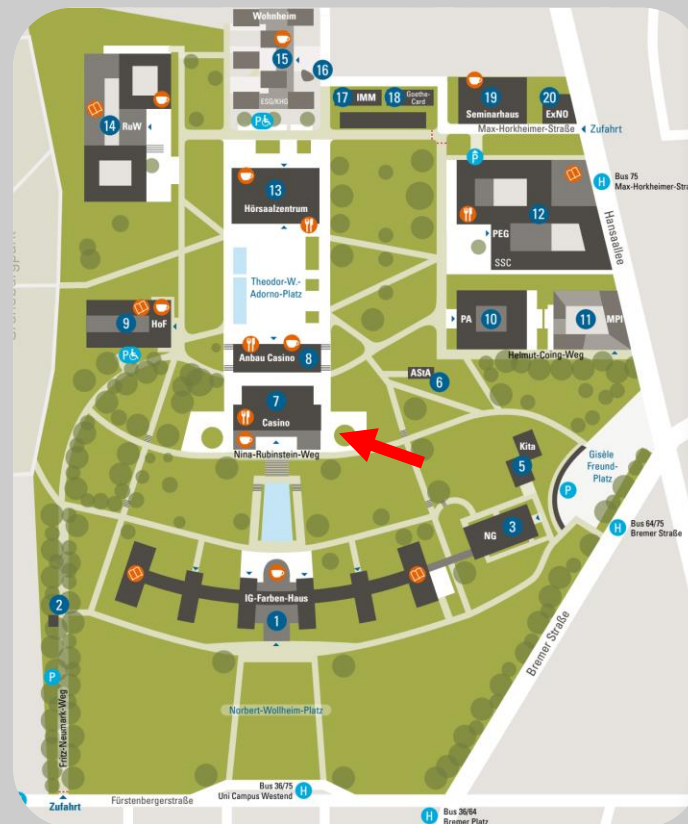 Wohnheim
15
16
ESG/KHG
P
17
IMM
18
Goethe-
Card
19
Seminarhaus
20
ExNO
Max-Horkheimer-Straße
Zufahrt
14
RuW
P
H
Bus 75
Max-Horkheimer-Stra
13
Hörsaalzentrum
12
PEG
SSC
Hansaallee
Theodor-W.-
Adorno-Platz
9
HoF
P
PA
10
11
MPI
Helmut-Coing-Weg
Anbau Casino
8
AStA
6
7
Casino
Nina-Rubinstein-Weg
Kita
5
Gisèle
Freund-
Platz
P
3
NG
H
Bus 64/75
Bremer Straße
IG-Farben-Haus
1
2
P
Fritz-Neumark-Weg
Bremer Straße
Norbert-Wollheim-Platz
Zufahrt
Fürstenbergerstraße
Bus 36/75
Uni Campus Westend
H
H
Bus 36/64
Bremer Platz